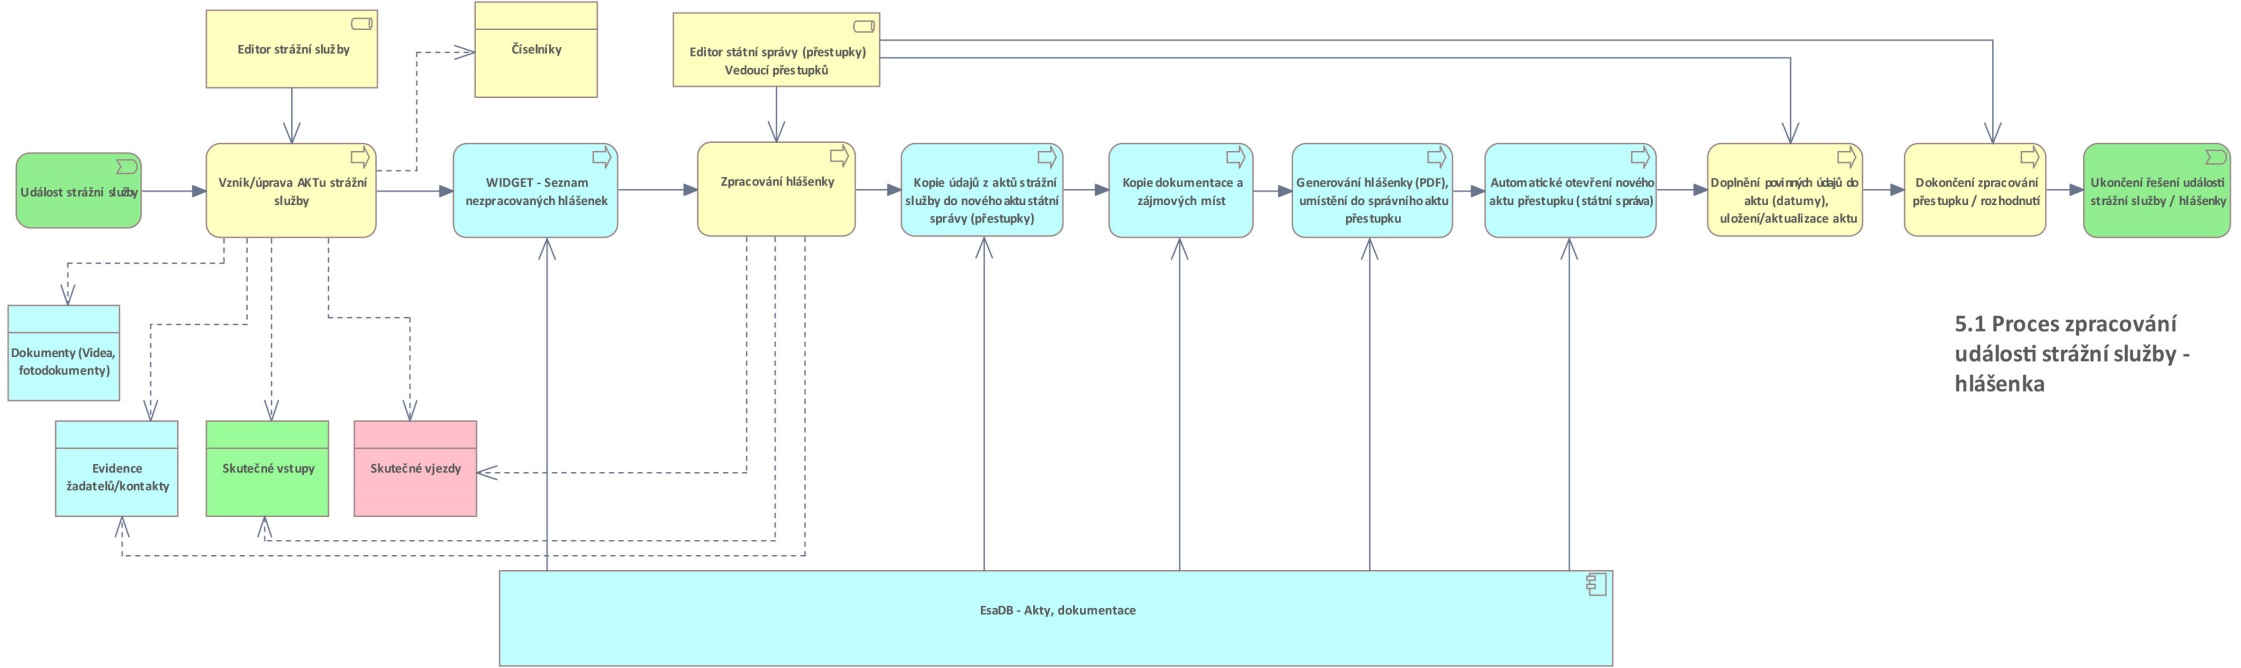 Editor strážní služby
Číselníky
Editor státní správy (přestupky)
Vedoucí přestupků
Událost strážní služby
Vznik/úprava AKTu strážní
služby
WIDGET - Seznam
nezpracovaných hlášenek
Zpracování hlášenky
Kopie údajů z aktů strážní
služby do nového aktu státní
správy (přestupky)
Kopie dokumentace a
zájmových míst
Generování hlášenky (PDF),
umístění do správního aktu
přestupku
Automatické otevření nového
aktu přestupku (státní správa)
Doplnění povinných údajů do
aktu (datumy),
uložení/aktualizace aktu
Dokončení zpracování
přestupku / rozhodnutí
Ukončení řešení události
strážní služby / hlášenky
Dokumenty (Videa,
fotodokumenty)
5.1 Proces zpracování
události strážní služby -
hlášenka
Evidence
žadatelů/kontakty
Skutečné vstupy
Skutečné vjezdy
EsaDB - Akty, dokumentace